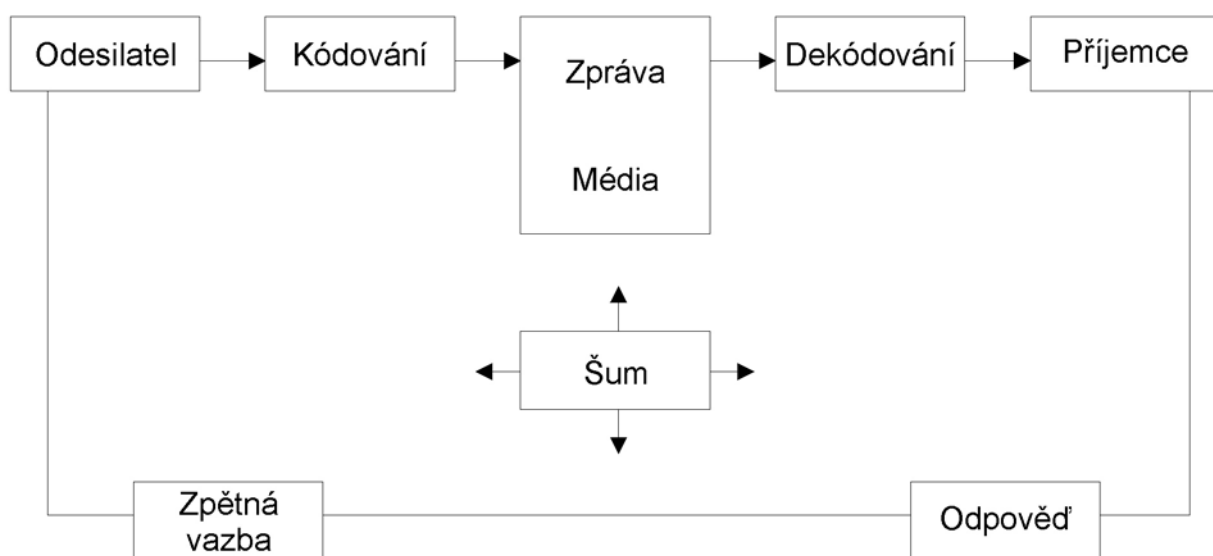 Odesilatel
Kódování
Zpráva
Média
Dekódování
Příjemce
Šum
Zpětná
vazba
Odpověď